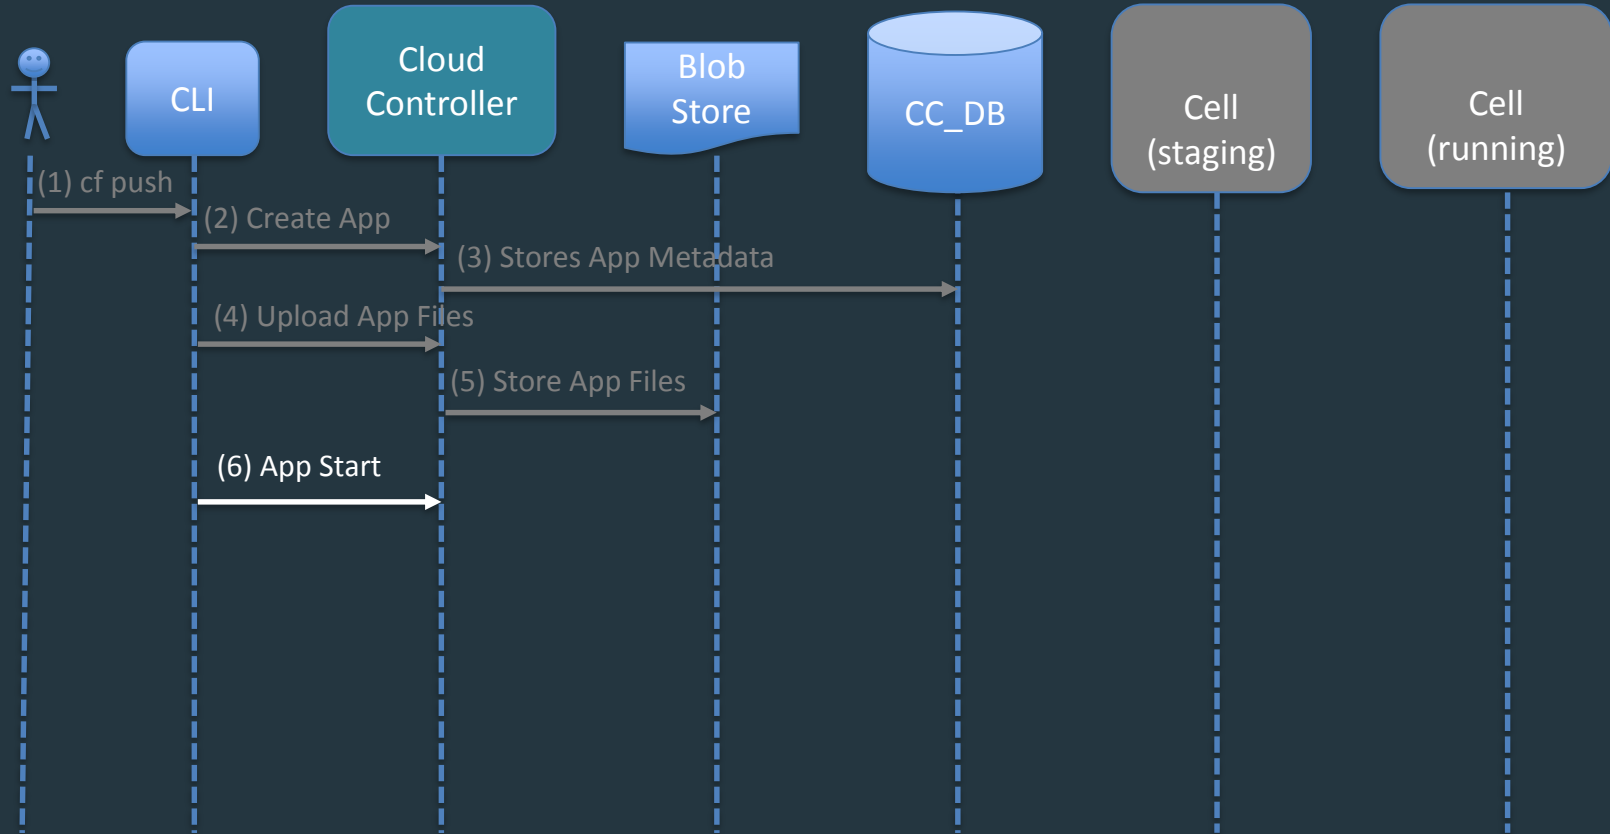 CLI
Cloud
Controller
Blob
Store
CC_DB
Cell
(staging)
Cell
(running)
(1) cf push
(2) Create App
(3) Stores App Metadata
(4) Upload App Files
(5) Store App Files
(6) App Start